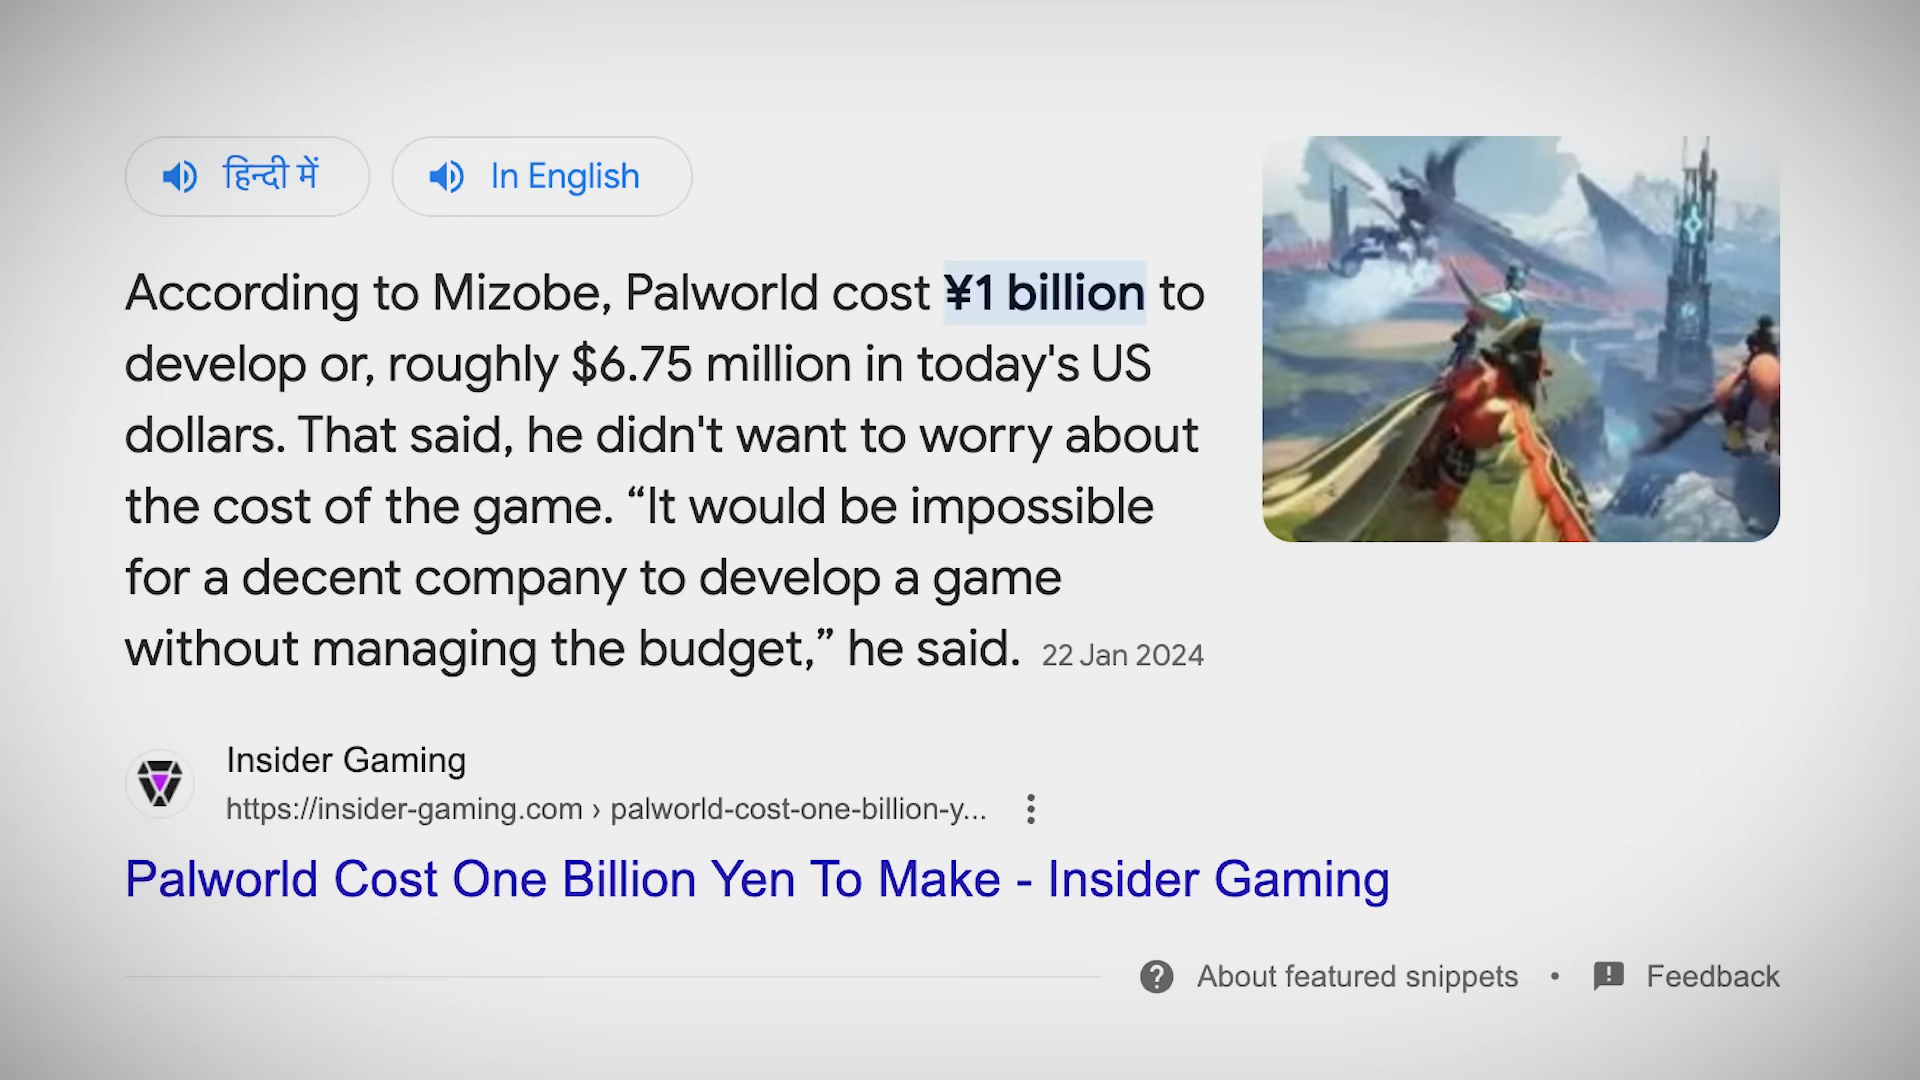 हिन्दी में
In English
According to Mizobe, Palworld cost ¥1 billion to
develop or, roughly $6.75 million in today's US
dollars. That said, he didn't want to worry about
the cost of the game. “It would be impossible
for a decent company to develop a game
without managing the budget,” he said. 22 Jan 2024
Insider Gaming
https://insider-gaming.com › palworld-cost-one-billion-y...
Palworld Cost One Billion Yen To Make - Insider Gaming
About featured snippets • Feedback